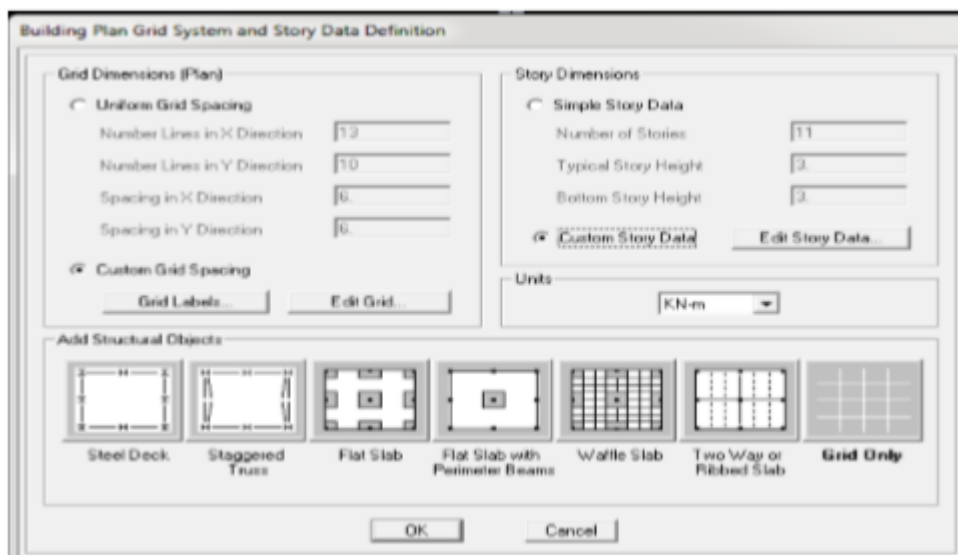 Building Plan Grid System and Story Data Definition
Grid Dimensions (Plan)
Uniform Grid Spacing
Number Lines in X Direction 13
Number Lines in Y Direction 10
Spacing in X Direction 6.
Spacing in Y Direction 6.
Custom Grid Spacing
Grid Labels... Edit Grid...
Story Dimensions
Simple Story Data
Number of Stories 11
Typical Story Height 3.
Bottom Story Height 3.
Custom Story Data Edit Story Data...
Units
KN-m
Add Structural Objects
Steel Deck
Staggered
Truss
Flat Slab
Flat Slab with
Perimeter Beams
Waffle Slab
Two Way or
Ribbed Slab
Grid Only
OK Cancel